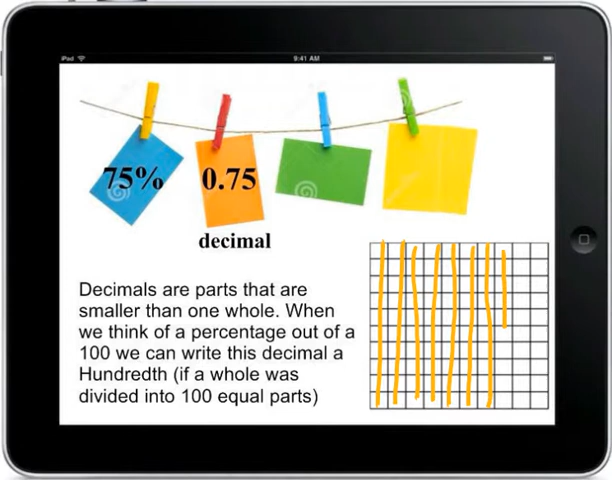 iPad
9:41 AM
75%
0.75
decimal
Decimals are parts that are
smaller than one whole. When
we think of a percentage out of a
100 we can write this decimal a
Hundredth (if a whole was
divided into 100 equal parts)